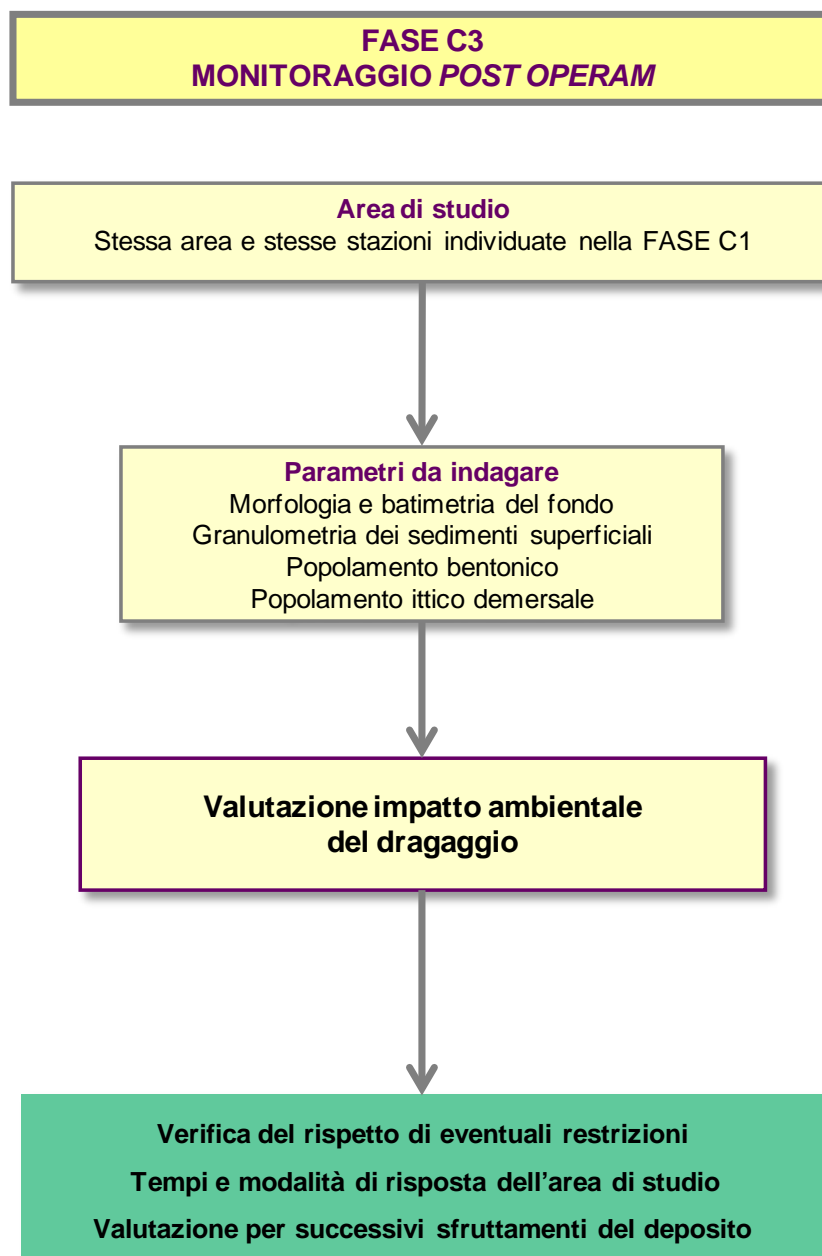 FASE C3
MONITORAGGIO POST OPERAM
Area di studio
Stessa area e stesse stazioni individuate nella FASE C1
Parametri da indagare
Morfologia e batimetria del fondo
Granulometria dei sedimenti superficiali
Popolamento bentonico
Popolamento ittico demersale
Valutazione impatto ambientale
del dragaggio
Verifica del rispetto di eventuali restrizioni
Tempi e modalità di risposta dell’area di studio
Valutazione per successivi sfruttamenti del deposito